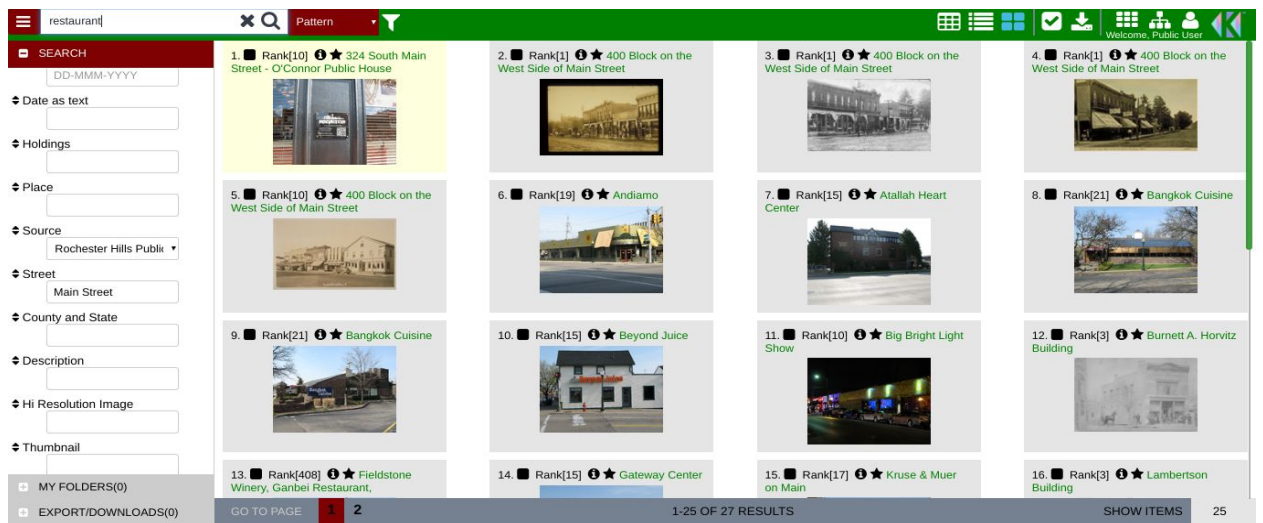 restaurant
Pattern
Welcome, Public User
SEARCH
DD-MMM-YYYY
Date as text
Holdings
Place
Source
Rochester Hills Public
Street
Main Street
County and State
Description
Hi Resolution Image
Thumbnail
MY FOLDERS(0)
EXPORT/DOWNLOADS(0)
1. Rank[10] 324 South Main
Street - O'Connor Public House
2. Rank[1] 400 Block on the
West Side of Main Street
3. Rank[1] 400 Block on the
West Side of Main Street
4. Rank[1] 400 Block on the
West Side of Main Street
5. Rank[10] 400 Block on the
West Side of Main Street
6. Rank[19] Andiamo
7. Rank[15] Atallah Heart
Center
8. Rank[21] Bangkok Cuisine
9. Rank[21] Bangkok Cuisine
10. Rank[15] Beyond Juice
11. Rank[10] Big Bright Light
Show
12. Rank[3] Burnett A. Horvitz
Building
13. Rank[408] Fieldstone
Winery, Ganbei Restaurant,
14. Rank[15] Gateway Center
15. Rank[17] Kruse & Muer
on Main
16. Rank[3] Lambertson
Building
GO TO PAGE 1 2
1-25 OF 27 RESULTS
SHOW ITEMS 25